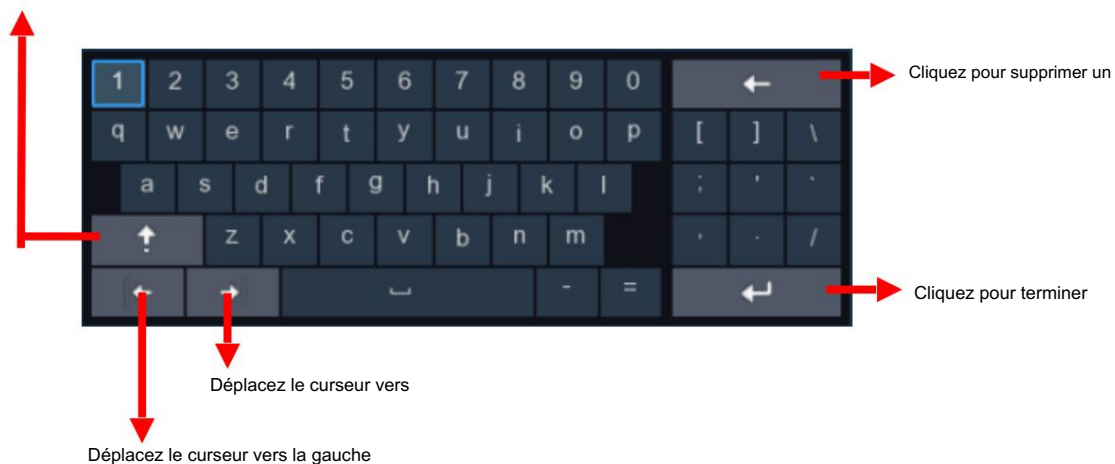 1 2 3 4 5 6 7 8 9 0 ←
Cliquez pour supprimer un
q w e r t y u i o p [ ] \
a s d f g h j k l ; ' `
z x c v b n m , . /
← → ⎵ - = ↵
Cliquez pour terminer
Déplacez le curseur vers
Déplacez le curseur vers la gauche